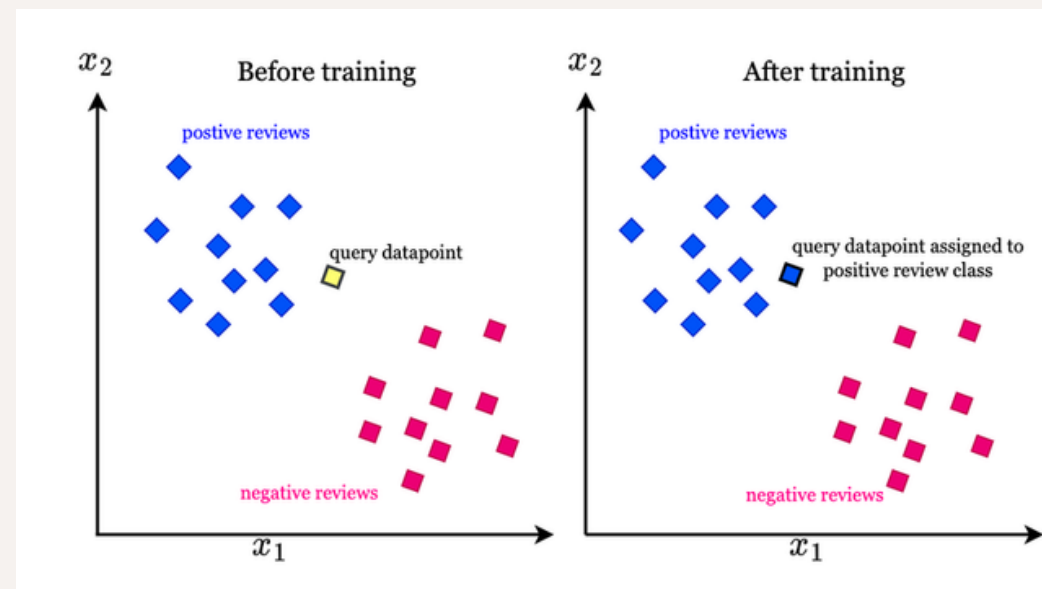 x2
Before training
postive reviews
query datapoint
negative reviews
x1
x2
After training
postive reviews
query datapoint assigned to
positive review class
negative reviews
x1